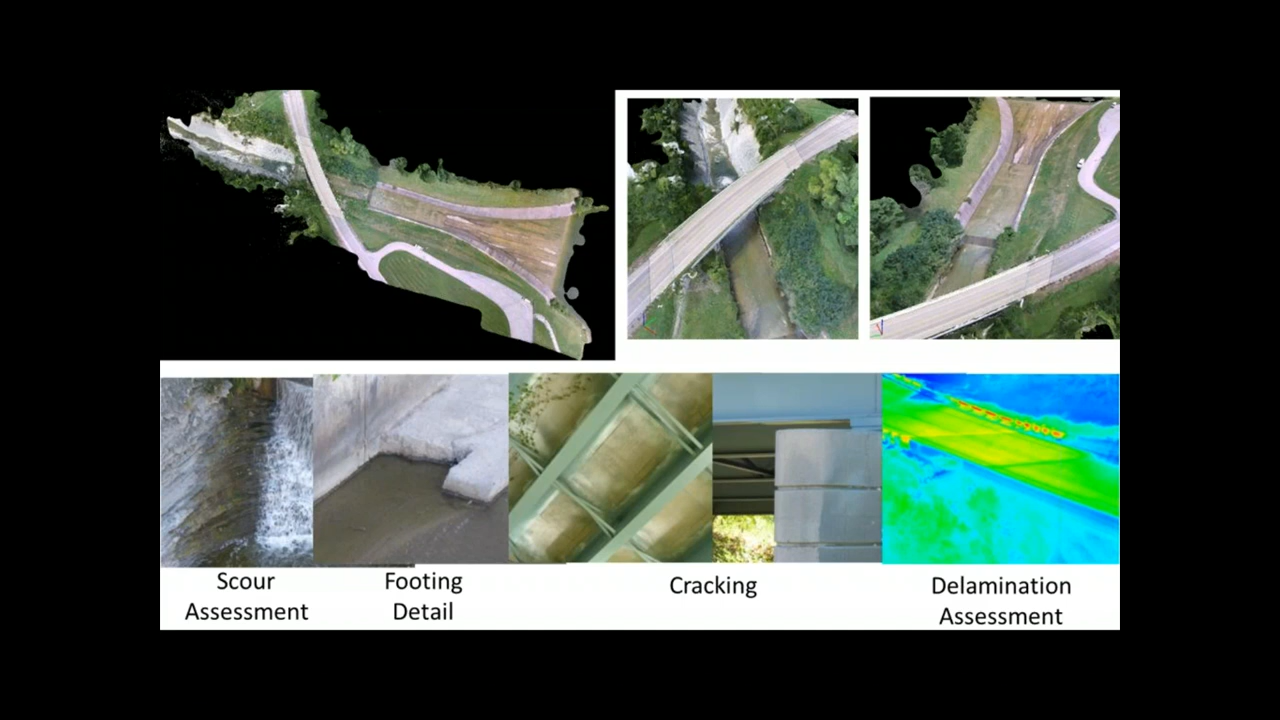 Scour
Assessment
Footing
Detail
Cracking
Delamination
Assessment